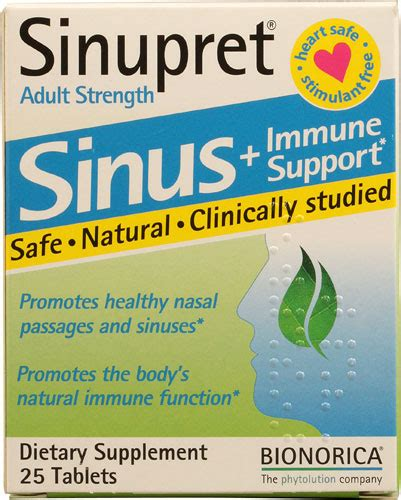 Sinupret®
Adult Strength
• heart safe •
stimulant free
Sinus + Immune
Support*
Safe • Natural • Clinically studied
Promotes healthy nasal
passages and sinuses*
Promotes the body's
natural immune function*
Dietary Supplement
25 Tablets
BIONORICA®
The phytolution company